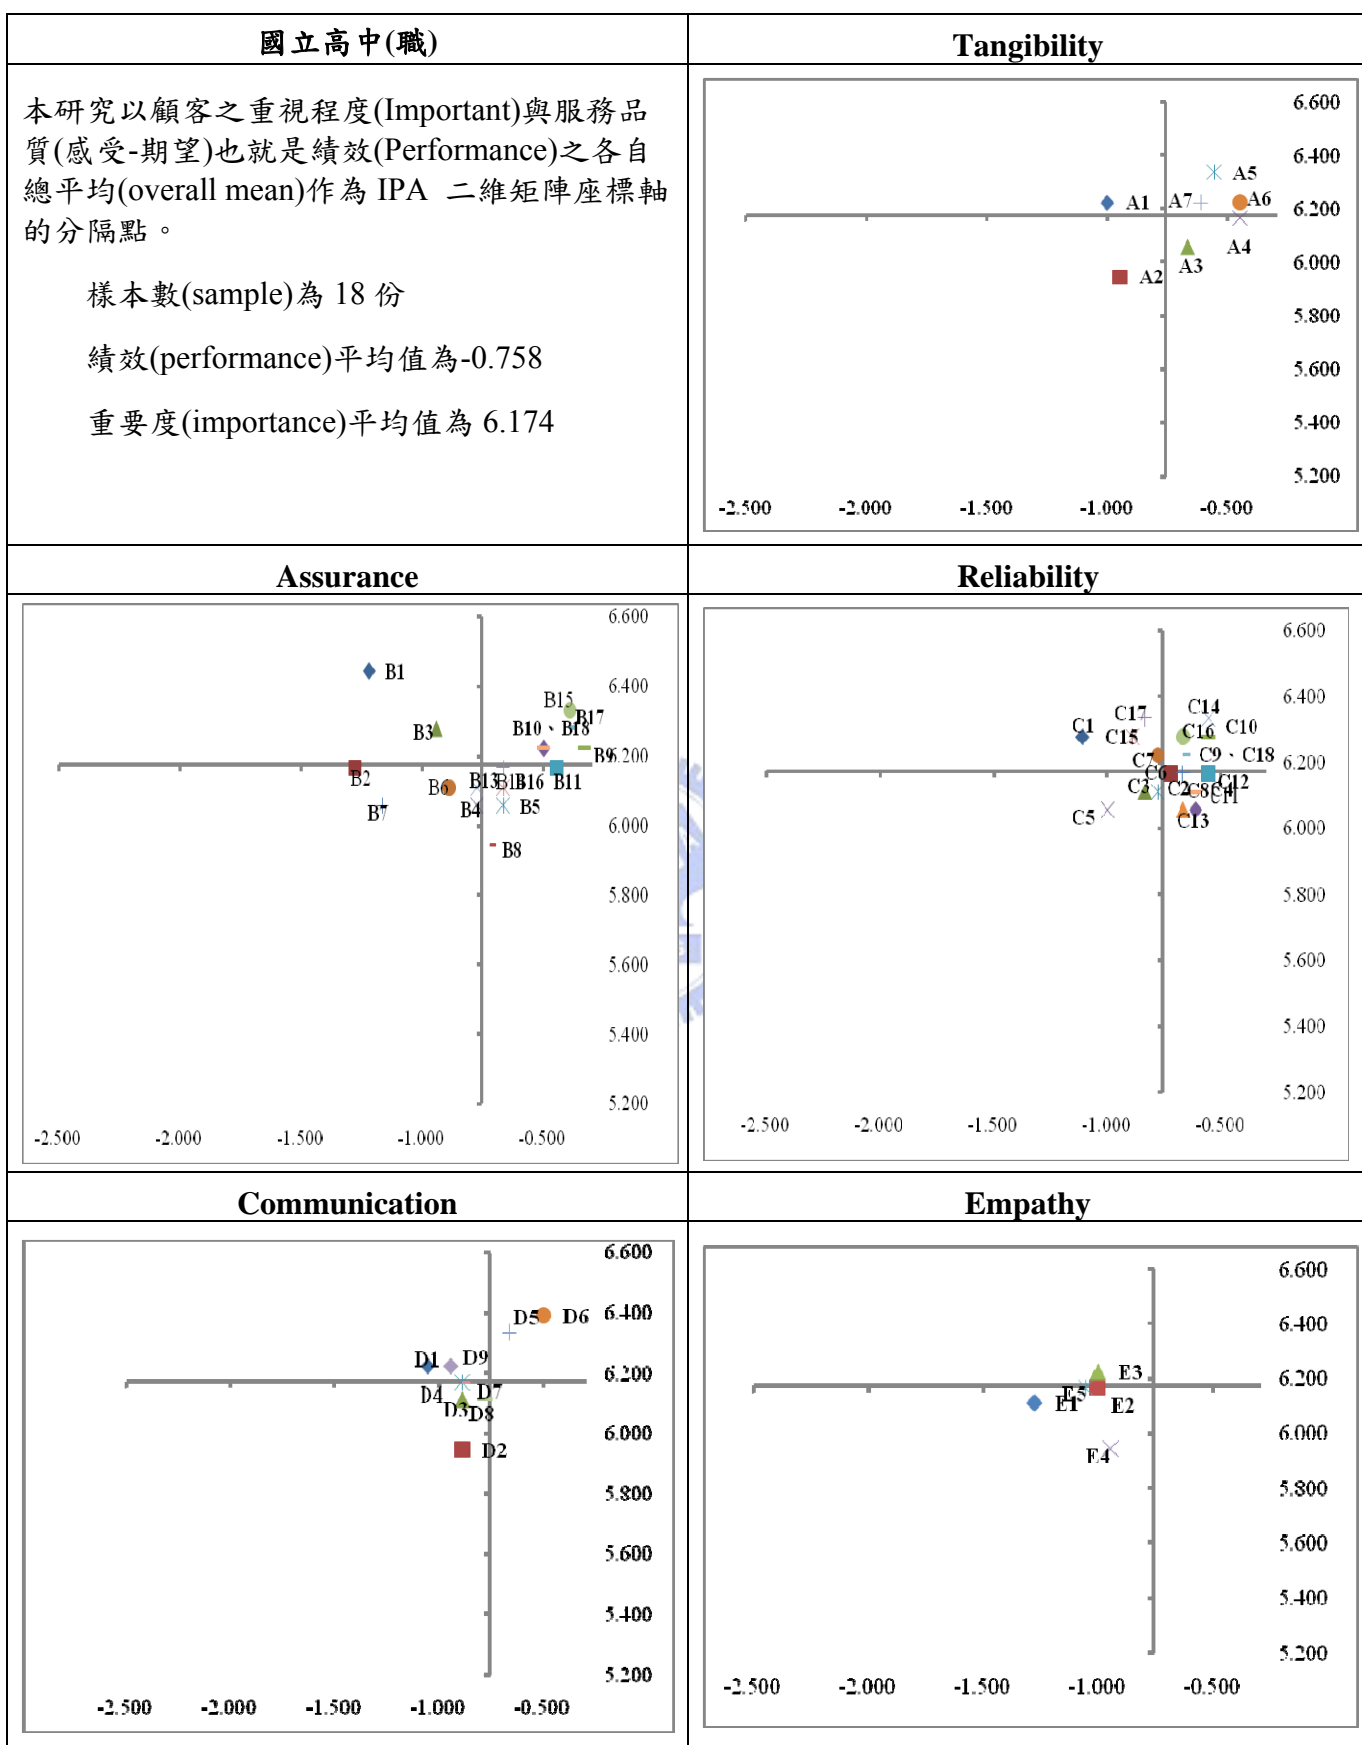 國立高中(職)
本研究以顧客之重視程度(Important)與服務品
質(感受-期望)也就是績效(Performance)之各自
總平均(overall mean)作為 IPA 二維矩陣座標軸
的分隔點。
樣本數(sample)為 18 份
績效(performance)平均值為-0.758
重要度(importance)平均值為 6.174
Tangibility
6.600
6.400
A5
A1 A7 A6
6.200
A4
A3
6.000
A2
5.800
5.600
5.400
5.200
-2.500 -2.000 -1.500 -1.000 -0.500
Assurance
6.600
B1
6.400
B15
B17
B3
B10、B18
6.200
B9
B2 B6 B13 B16 B11
B7 B4 B5
6.000
B8
5.800
5.600
5.400
5.200
-2.500 -2.000 -1.500 -1.000 -0.500
Reliability
6.600
6.400
C17 C14
C1 C15 C16 C10
C7 C9、C18
6.200
C6
C3 C2 C8 C4 C12
C11
C5 C13
6.000
5.800
5.600
5.400
5.200
-2.500 -2.000 -1.500 -1.000 -0.500
Communication
6.600
D5 D6 6.400
D1 D9
6.200
D4 D7
D3 D8
6.000
D2
5.800
5.600
5.400
5.200
-2.500 -2.000 -1.500 -1.000 -0.500
Empathy
6.600
6.400
E3
6.200
E5
E1 E2
6.000
E4
5.800
5.600
5.400
5.200
-2.500 -2.000 -1.500 -1.000 -0.500